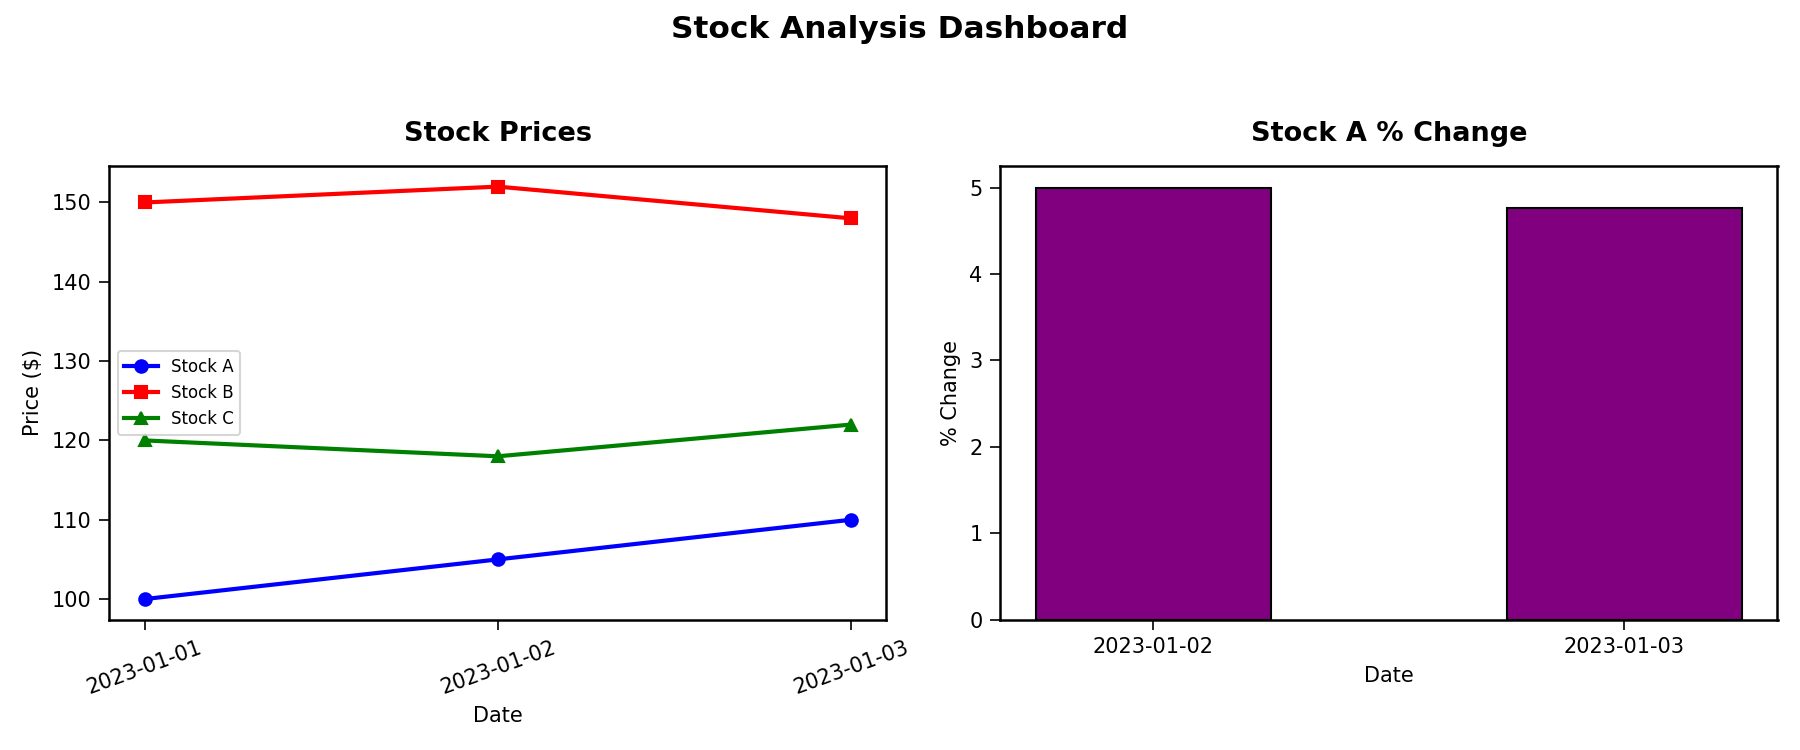 Stock Analysis Dashboard
Stock Prices
150
140
130
120
110
100
Price ($)
Stock A
Stock B
Stock C
2023-01-01
2023-01-02
2023-01-03
Date
Stock A % Change
5
4
3
2
1
0
% Change
2023-01-02
2023-01-03
Date